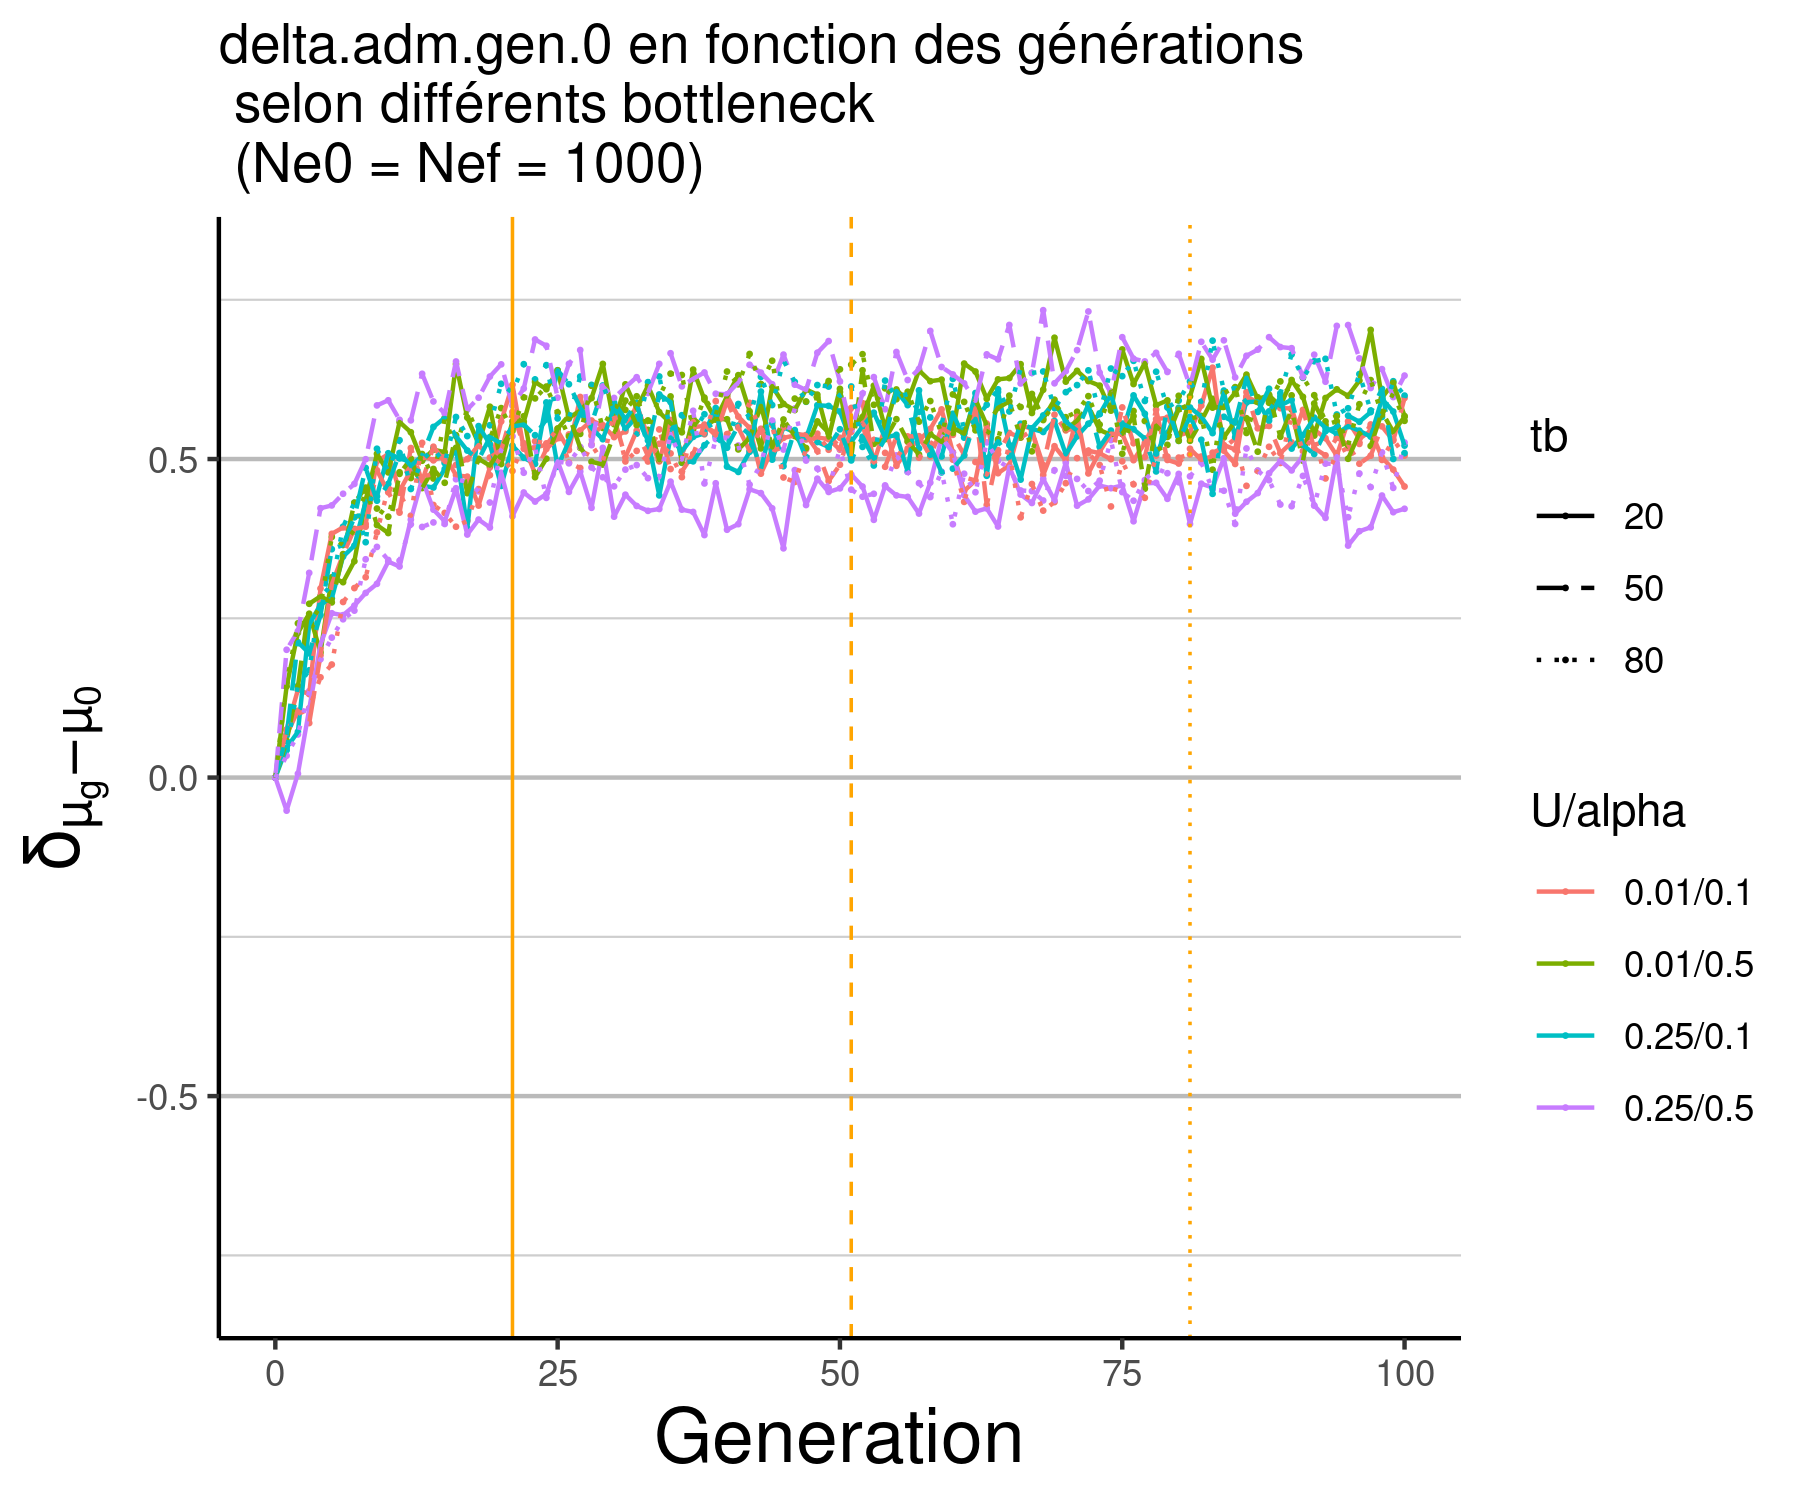 delta.adm.gen.0 en fonction des générations
selon différents bottleneck
(Ne0 = Nef = 1000)
δμg−μ0
0.5
0.0
-0.5
0 25 50 75 100
Generation
tb
20
50
80
U/alpha
0.01/0.1
0.01/0.5
0.25/0.1
0.25/0.5